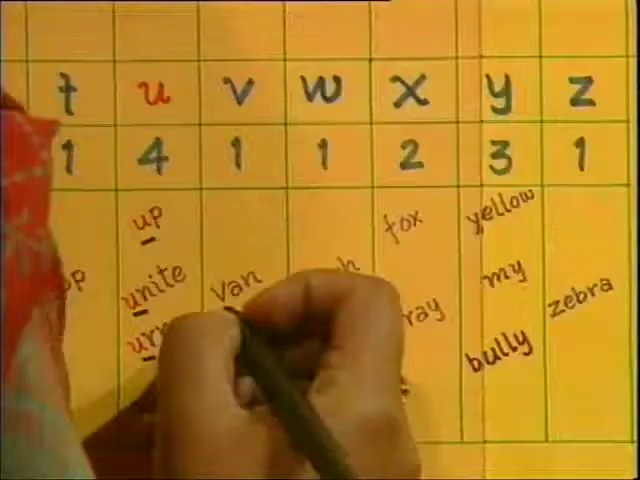 t u v w x y z
1 4 1 1 2 3 1
up fox yellow
unite van my zebra
bully